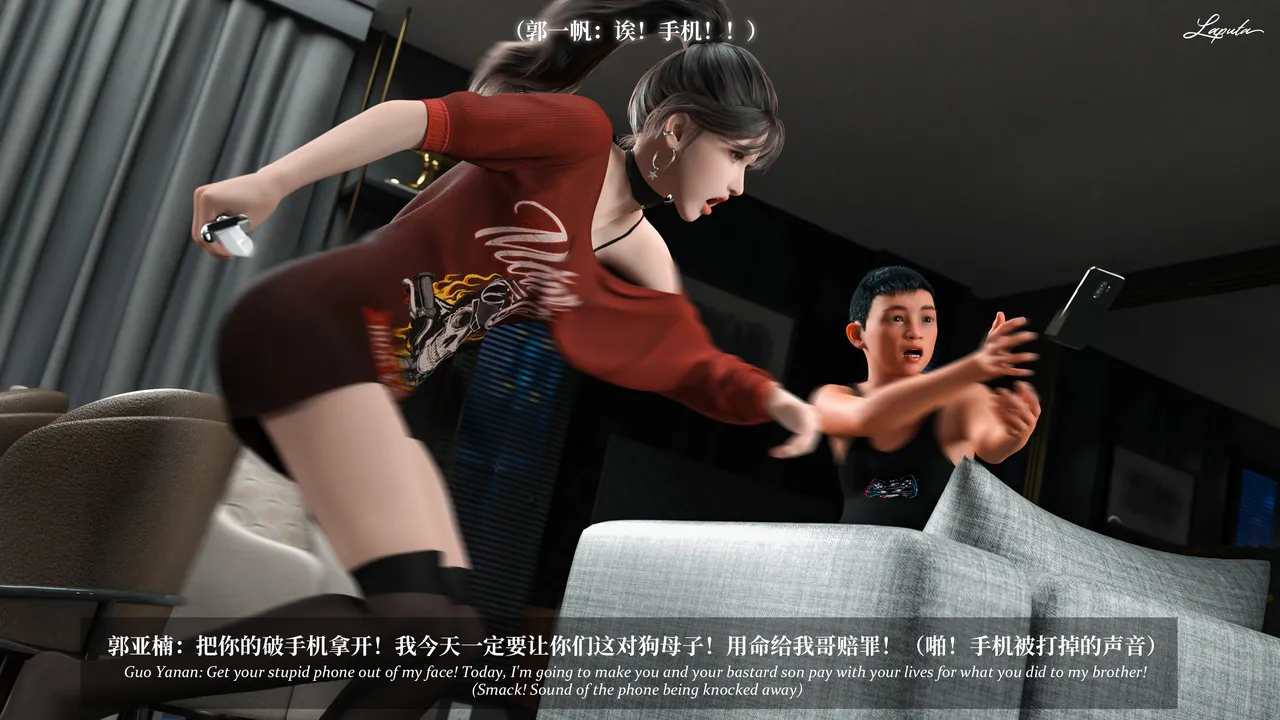 （郭一帆：诶！手机！！）
Lapula
郭亚楠：把你的破手机拿开！我今天一定要让你们这对狗母子！用命给我哥赔罪！（啪！手机被打掉的声音）
Guo Yanan: Get your stupid phone out of my face! Today, I'm going to make you and your bastard son pay with your lives for what you did to my brother!
(Smack! Sound of the phone being knocked away)